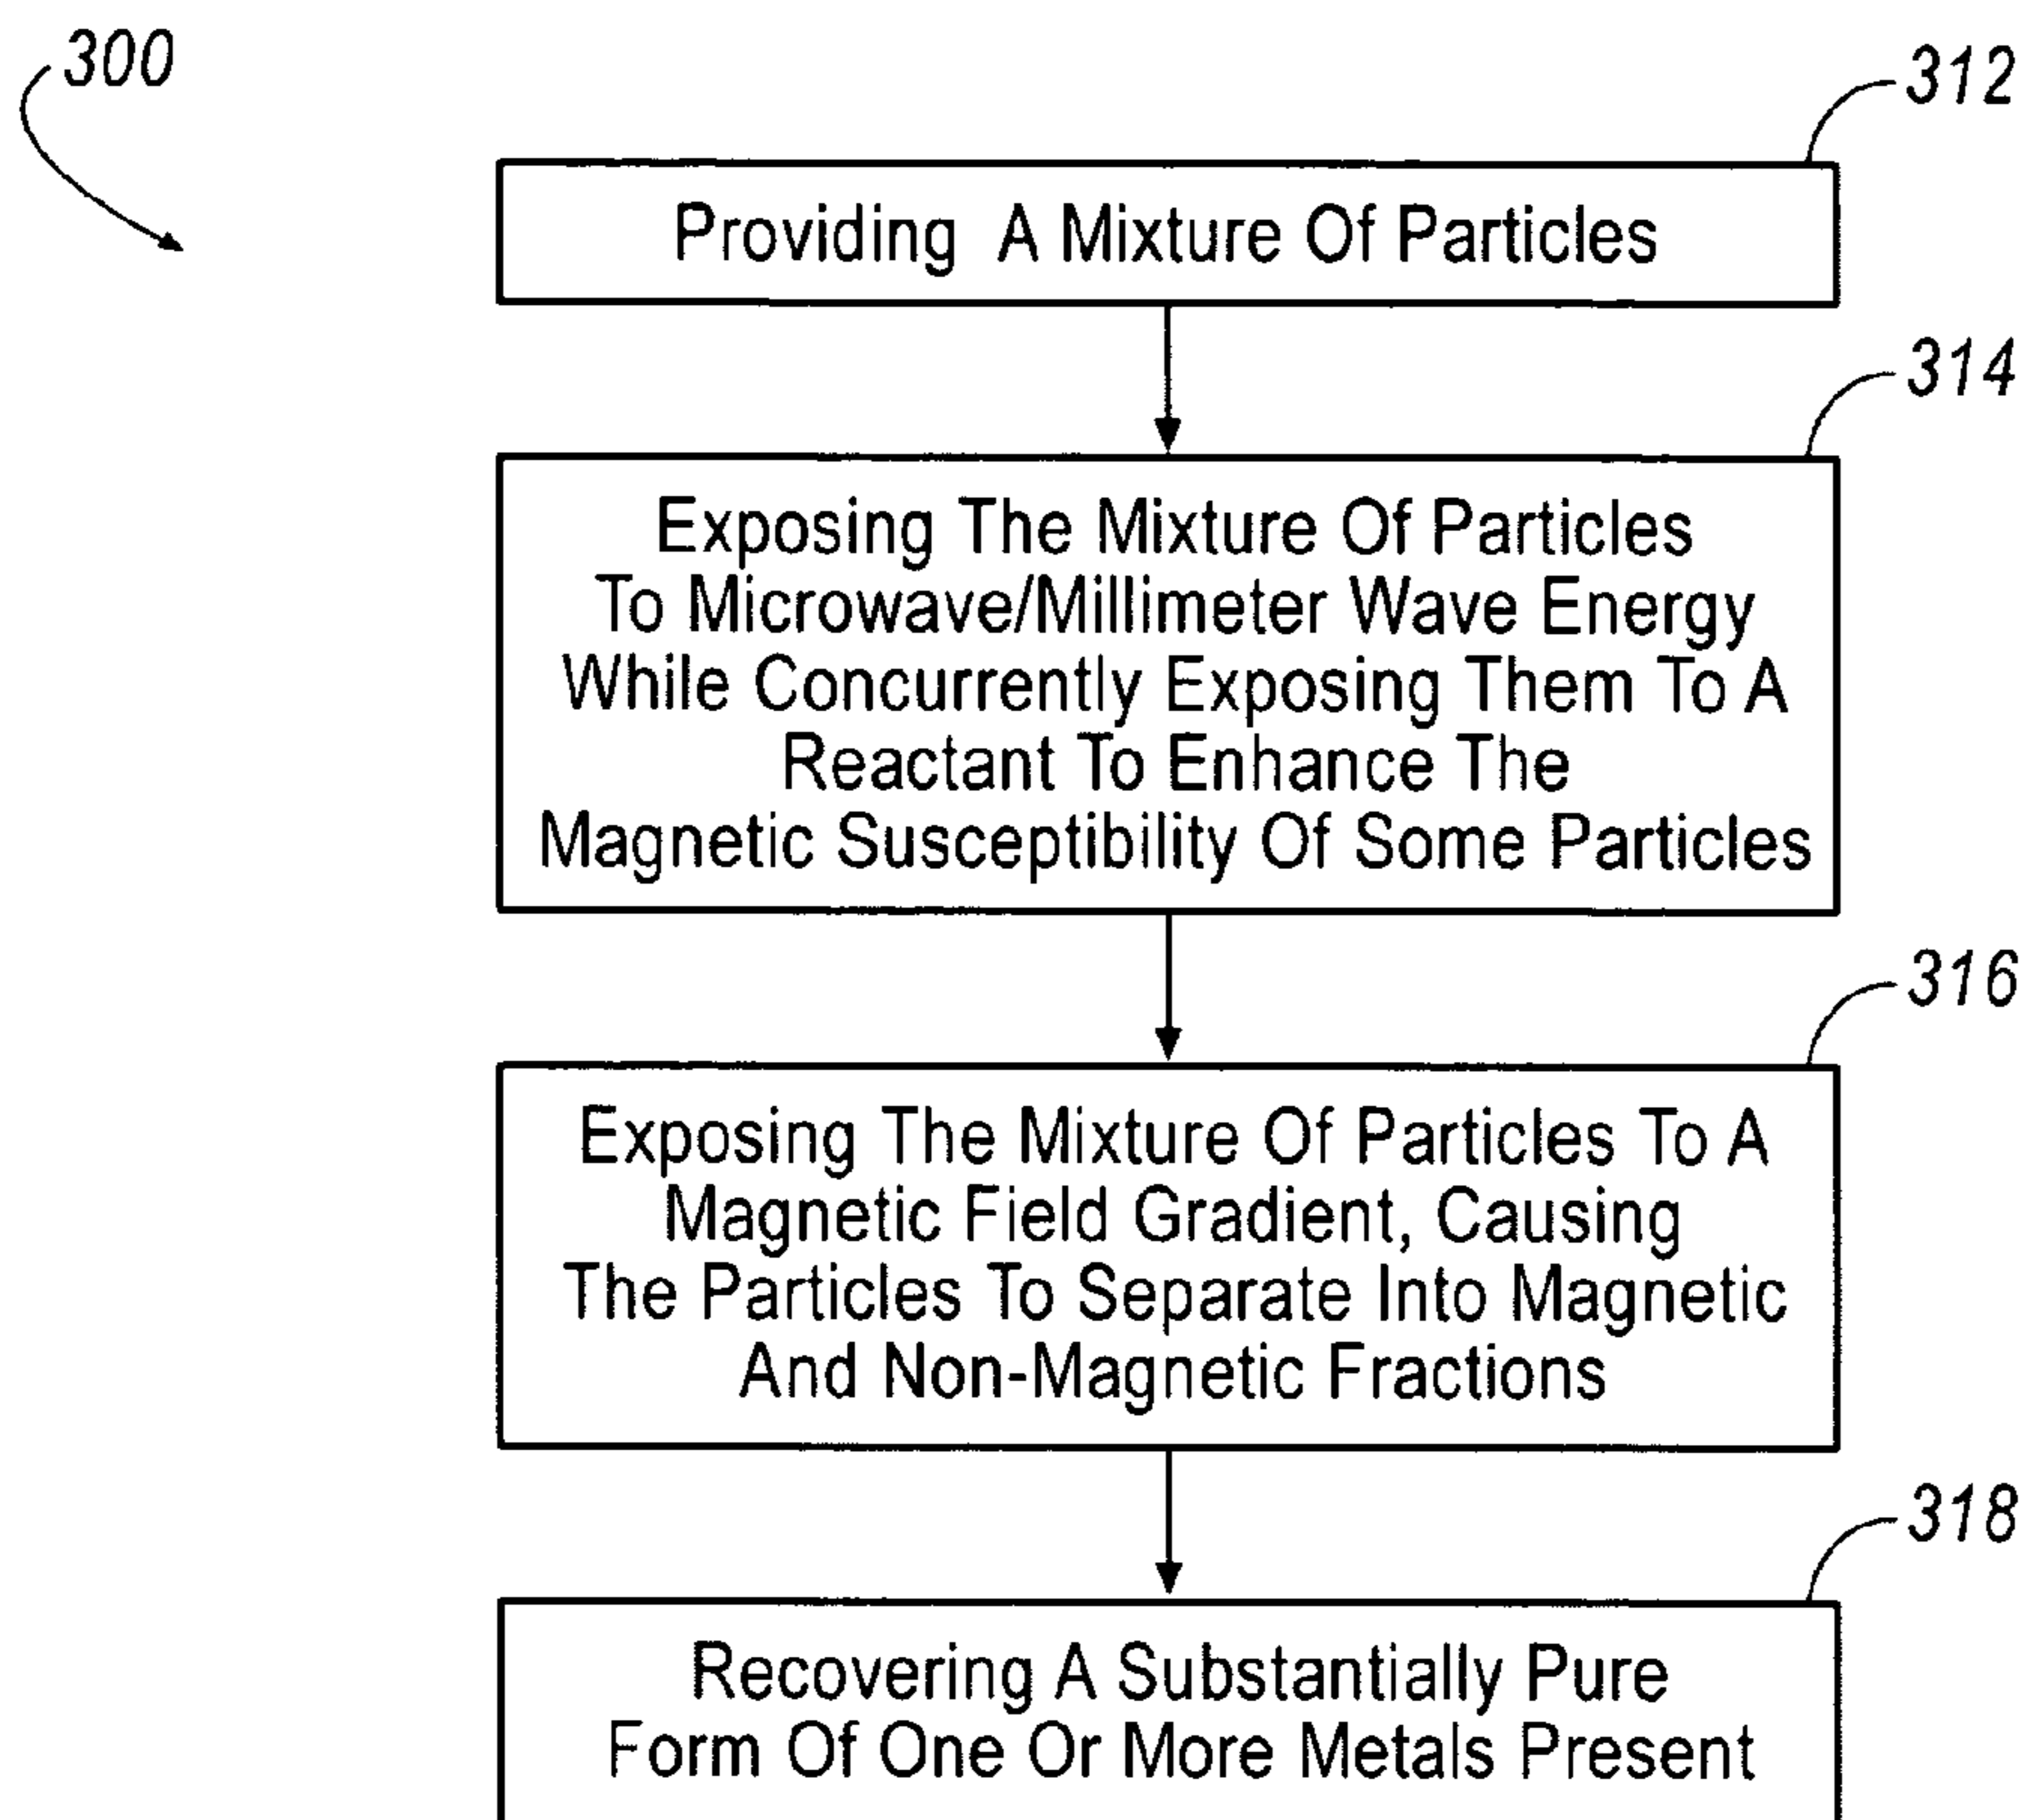 300
312
Providing A Mixture Of Particles
314
Exposing The Mixture Of Particles
To Microwave/Millimeter Wave Energy
While Concurrently Exposing Them To A
Reactant To Enhance The
Magnetic Susceptibility Of Some Particles
316
Exposing The Mixture Of Particles To A
Magnetic Field Gradient, Causing
The Particles To Separate Into Magnetic
And Non-Magnetic Fractions
318
Recovering A Substantially Pure
Form Of One Or More Metals Present